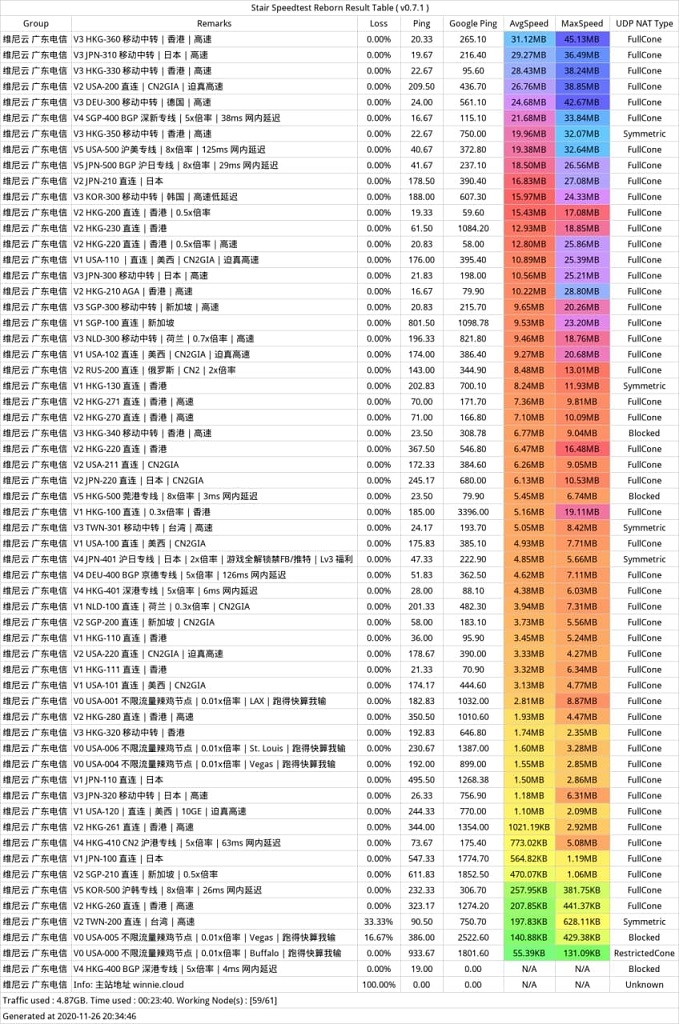 Stair Speedtest Reborn Result Table ( v0.7.1 )
Group Remarks Loss Ping Google Ping AvgSpeed MaxSpeed UDP NAT Type
维尼云 广东电信 V3 HKG-360 移动中转 | 香港 | 高速 0.00% 20.33 265.10 31.12MB 45.13MB FullCone
维尼云 广东电信 V3 JPN-310 移动中转 | 日本 | 高速 0.00% 19.67 216.40 29.27MB 36.49MB FullCone
维尼云 广东电信 V3 HKG-330 移动中转 | 香港 | 高速 0.00% 22.67 95.60 28.43MB 38.24MB FullCone
维尼云 广东电信 V2 USA-200 直连 | CN2GIA | 迫真高速 0.00% 209.50 436.70 26.76MB 38.85MB FullCone
维尼云 广东电信 V3 DEU-300 移动中转 | 德国 | 高速 0.00% 24.00 561.10 24.68MB 42.67MB FullCone
维尼云 广东电信 V4 SGP-400 BGP 深新专线 | 5x倍率 | 38ms 网内延迟 0.00% 16.67 115.10 21.68MB 33.84MB FullCone
维尼云 广东电信 V3 HKG-350 移动中转 | 香港 | 高速 0.00% 22.67 750.00 19.96MB 32.07MB Symmetric
维尼云 广东电信 V5 USA-500 沪美专线 | 8x倍率 | 125ms 网内延迟 0.00% 40.67 372.80 19.38MB 32.64MB FullCone
维尼云 广东电信 V5 JPN-500 BGP 沪日专线 | 8x倍率 | 29ms 网内延迟 0.00% 41.67 237.10 18.50MB 26.56MB FullCone
维尼云 广东电信 V2 JPN-210 直连 | 日本 0.00% 178.50 390.40 16.83MB 27.08MB FullCone
维尼云 广东电信 V3 KOR-300 移动中转 | 韩国 | 高速低延迟 0.00% 188.00 607.30 15.97MB 24.33MB FullCone
维尼云 广东电信 V2 HKG-200 直连 | 香港 | 0.5x倍率 0.00% 19.33 59.60 15.43MB 17.08MB FullCone
维尼云 广东电信 V2 HKG-230 直连 | 香港 0.00% 61.50 1084.20 12.93MB 18.85MB FullCone
维尼云 广东电信 V2 HKG-220 直连 | 香港 | 0.5x倍率 | 高速 0.00% 20.83 58.00 12.80MB 25.86MB FullCone
维尼云 广东电信 V1 USA-110 | 直连 | 美西 | CN2GIA | 迫真高速 0.00% 176.00 395.40 10.89MB 25.39MB FullCone
维尼云 广东电信 V3 JPN-300 移动中转 | 日本 | 高速 0.00% 20.83 198.00 10.56MB 25.21MB FullCone
维尼云 广东电信 V2 HKG-210 AGA | 香港 | 高速 0.00% 16.67 79.90 10.22MB 28.80MB FullCone
维尼云 广东电信 V3 SGP-300 移动中转 | 新加坡 | 高速 0.00% 20.83 215.70 9.65MB 20.26MB FullCone
维尼云 广东电信 V1 SGP-100 直连 | 新加坡 0.00% 801.50 1098.78 9.53MB 23.20MB FullCone
维尼云 广东电信 V3 NLD-300 移动中转 | 荷兰 | 0.7x倍率 | 高速 0.00% 196.33 821.80 9.46MB 18.76MB FullCone
维尼云 广东电信 V1 USA-102 直连 | 美西 | CN2GIA | 迫真高速 0.00% 174.00 386.40 9.27MB 20.68MB FullCone
维尼云 广东电信 V2 RUS-200 直连 | 俄罗斯 | CN2 | 2x倍率 0.00% 143.00 344.90 8.48MB 13.01MB FullCone
维尼云 广东电信 V1 HKG-130 直连 | 香港 0.00% 202.83 700.10 8.24MB 11.93MB Symmetric
维尼云 广东电信 V2 HKG-271 直连 | 香港 | 高速 0.00% 70.00 171.70 7.36MB 9.81MB FullCone
维尼云 广东电信 V2 HKG-270 直连 | 香港 | 高速 0.00% 71.00 166.80 7.10MB 10.09MB FullCone
维尼云 广东电信 V3 HKG-340 移动中转 | 香港 | 高速 0.00% 23.50 308.78 6.77MB 9.04MB Blocked
维尼云 广东电信 V2 HKG-220 直连 | 香港 0.00% 367.50 546.80 6.47MB 16.48MB FullCone
维尼云 广东电信 V2 USA-211 直连 | CN2GIA 0.00% 172.33 384.60 6.26MB 9.05MB FullCone
维尼云 广东电信 V2 JPN-220 直连 | 日本 | CN2GIA 0.00% 245.17 680.00 6.13MB 10.53MB FullCone
维尼云 广东电信 V5 HKG-500 莞港专线 | 8x倍率 | 3ms 网内延迟 0.00% 23.50 79.90 5.45MB 6.74MB Blocked
维尼云 广东电信 V1 HKG-100 直连 | 0.3x倍率 | 香港 0.00% 185.00 3396.00 5.16MB 19.11MB FullCone
维尼云 广东电信 V3 TWN-301 移动中转 | 台湾 | 高速 0.00% 24.17 193.70 5.05MB 8.42MB Symmetric
维尼云 广东电信 V1 USA-100 直连 | 美西 | CN2GIA 0.00% 175.83 385.10 4.93MB 7.71MB FullCone
维尼云 广东电信 V4 JPN-401 沪日专线 | 日本 | 2x倍率 | 游戏全解锁禁FB/推特 | Lv3 福利 0.00% 47.33 222.90 4.85MB 5.66MB Symmetric
维尼云 广东电信 V4 DEU-400 BGP 京德专线 | 5x倍率 | 126ms 网内延迟 0.00% 51.83 362.50 4.62MB 7.11MB FullCone
维尼云 广东电信 V4 HKG-401 深港专线 | 5x倍率 | 6ms 网内延迟 0.00% 28.00 88.10 4.38MB 6.03MB FullCone
维尼云 广东电信 V1 NLD-100 直连 | 荷兰 | 0.3x倍率 | CN2GIA 0.00% 201.33 482.30 3.94MB 7.31MB FullCone
维尼云 广东电信 V2 SGP-200 直连 | 新加坡 | CN2GIA 0.00% 58.00 183.10 3.73MB 5.56MB FullCone
维尼云 广东电信 V1 HKG-110 直连 | 香港 0.00% 36.00 95.90 3.45MB 5.24MB FullCone
维尼云 广东电信 V2 USA-220 直连 | CN2GIA | 迫真高速 0.00% 178.67 390.00 3.33MB 4.27MB FullCone
维尼云 广东电信 V1 HKG-111 直连 | 香港 0.00% 21.33 70.90 3.32MB 6.34MB FullCone
维尼云 广东电信 V1 USA-101 直连 | 美西 | CN2GIA 0.00% 174.17 444.60 3.13MB 4.77MB FullCone
维尼云 广东电信 V0 USA-001 不限流量辣鸡节点 | 0.01x倍率 | LAX | 跑得快算我输 0.00% 182.83 1032.00 2.81MB 8.87MB FullCone
维尼云 广东电信 V2 HKG-280 直连 | 香港 | 高速 0.00% 350.50 1010.60 1.93MB 4.47MB FullCone
维尼云 广东电信 V3 HKG-320 移动中转 | 香港 0.00% 192.83 646.80 1.74MB 2.35MB FullCone
维尼云 广东电信 V0 USA-006 不限流量辣鸡节点 | 0.01x倍率 | St. Louis | 跑得快算我输 0.00% 230.67 1387.00 1.60MB 3.28MB FullCone
维尼云 广东电信 V0 USA-004 不限流量辣鸡节点 | 0.01x倍率 | Vegas | 跑得快算我输 0.00% 192.00 899.00 1.55MB 2.85MB FullCone
维尼云 广东电信 V1 JPN-110 直连 | 日本 0.00% 495.50 1268.38 1.50MB 2.86MB FullCone
维尼云 广东电信 V3 JPN-320 移动中转 | 日本 | 高速 0.00% 26.33 756.90 1.18MB 6.31MB FullCone
维尼云 广东电信 V1 USA-120 | 直连 | 美西 | 10GE | 迫真高速 0.00% 244.33 770.00 1.10MB 2.09MB FullCone
维尼云 广东电信 V2 HKG-261 直连 | 香港 | 高速 0.00% 344.00 1354.00 1021.19KB 2.92MB FullCone
维尼云 广东电信 V4 HKG-410 CN2 沪港专线 | 5x倍率 | 63ms 网内延迟 0.00% 73.67 175.40 773.02KB 5.08MB FullCone
维尼云 广东电信 V1 JPN-100 直连 | 日本 0.00% 547.33 1774.70 564.82KB 1.19MB FullCone
维尼云 广东电信 V2 SGP-210 直连 | 新加坡 | 0.5x倍率 0.00% 611.83 1852.50 470.07KB 1.06MB FullCone
维尼云 广东电信 V5 KOR-500 沪韩专线 | 8x倍率 | 26ms 网内延迟 0.00% 232.33 306.70 257.95KB 381.75KB FullCone
维尼云 广东电信 V2 HKG-260 直连 | 香港 | 高速 0.00% 323.17 1274.20 207.85KB 441.37KB FullCone
维尼云 广东电信 V2 TWN-200 直连 | 台湾 | 高速 33.33% 90.50 750.70 197.83KB 628.11KB Symmetric
维尼云 广东电信 V0 USA-005 不限流量辣鸡节点 | 0.01x倍率 | Vegas | 跑得快算我输 16.67% 386.00 2522.60 140.88KB 429.38KB Blocked
维尼云 广东电信 V0 USA-000 不限流量辣鸡节点 | 0.01x倍率 | Buffalo | 跑得快算我输 0.00% 933.67 1801.60 55.39KB 131.09KB RestrictedCone
维尼云 广东电信 V4 HKG-400 BGP 深港专线 | 5x倍率 | 4ms 网内延迟 0.00% 19.00 0.00 N/A N/A Blocked
维尼云 广东电信 Info: 主站地址 winnie.cloud 100.00% 0.00 0.00 N/A N/A Unknown
Traffic used : 4.87GB. Time used : 00:23:40. Working Node(s) : [59/61]
Generated at 2020-11-26 20:34:46